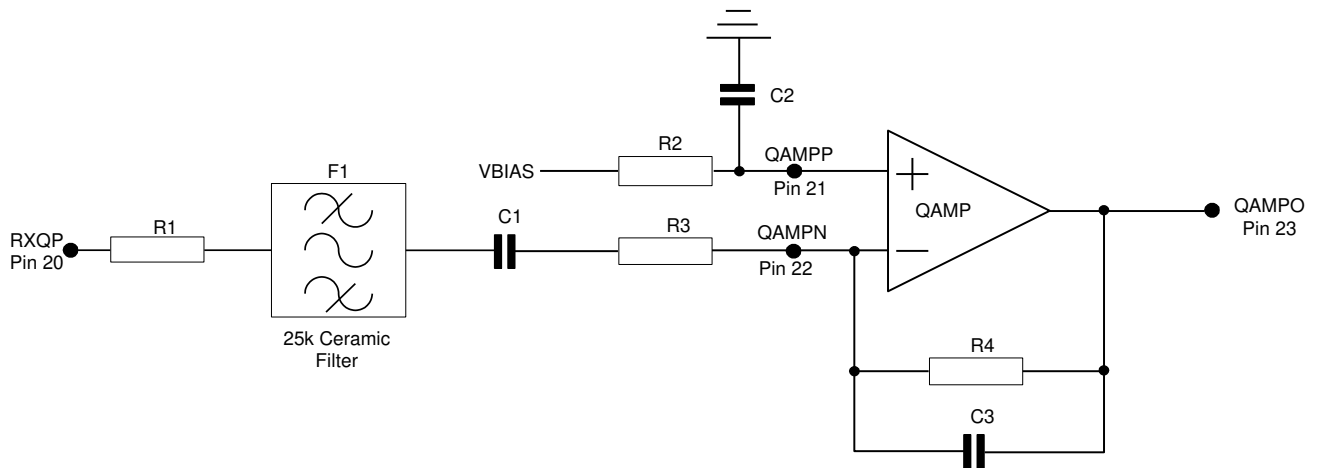 C2
R2
QAMPP
VBIAS
Pin 21
F1
QAMP
R1
C1
R3
QAMPN
RXQP
Pin 20
Pin 22
QAMPO
Pin 23
25k Ceramic
Filter
R4
C3